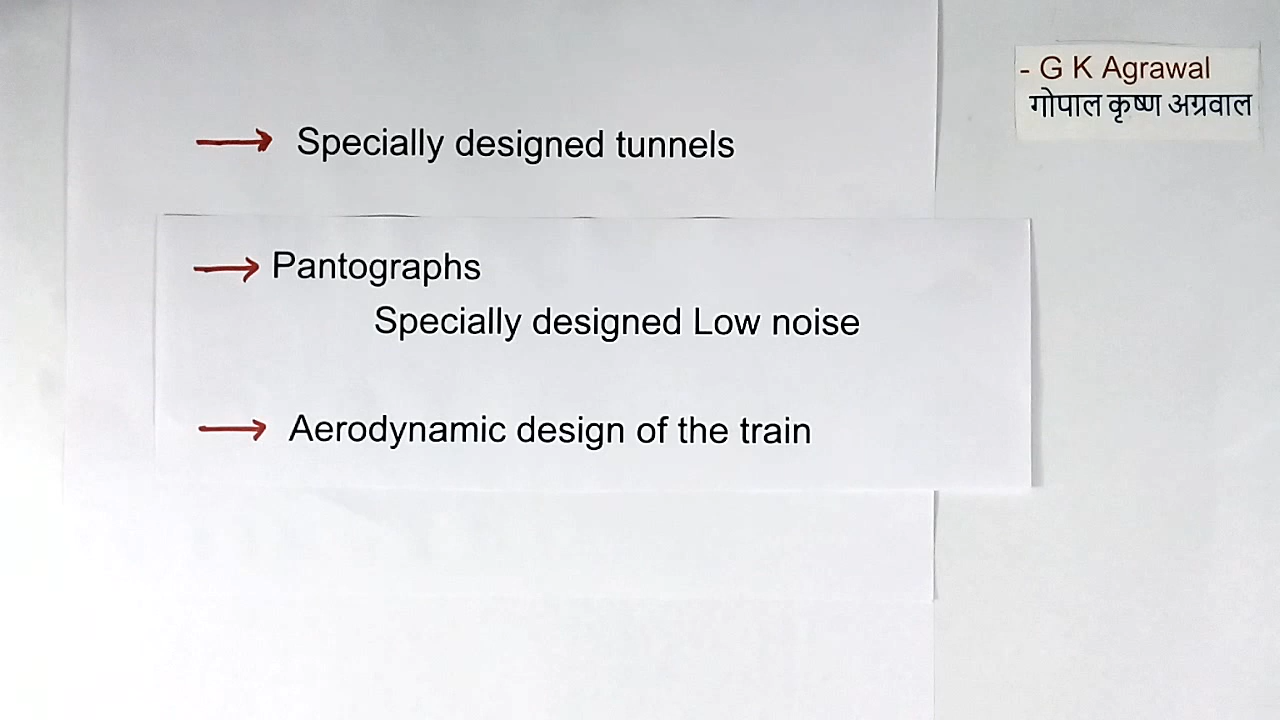 - G K Agrawal
गोपाल कृष्ण अग्रवाल
→ Specially designed tunnels
→ Pantographs
Specially designed Low noise
→ Aerodynamic design of the train